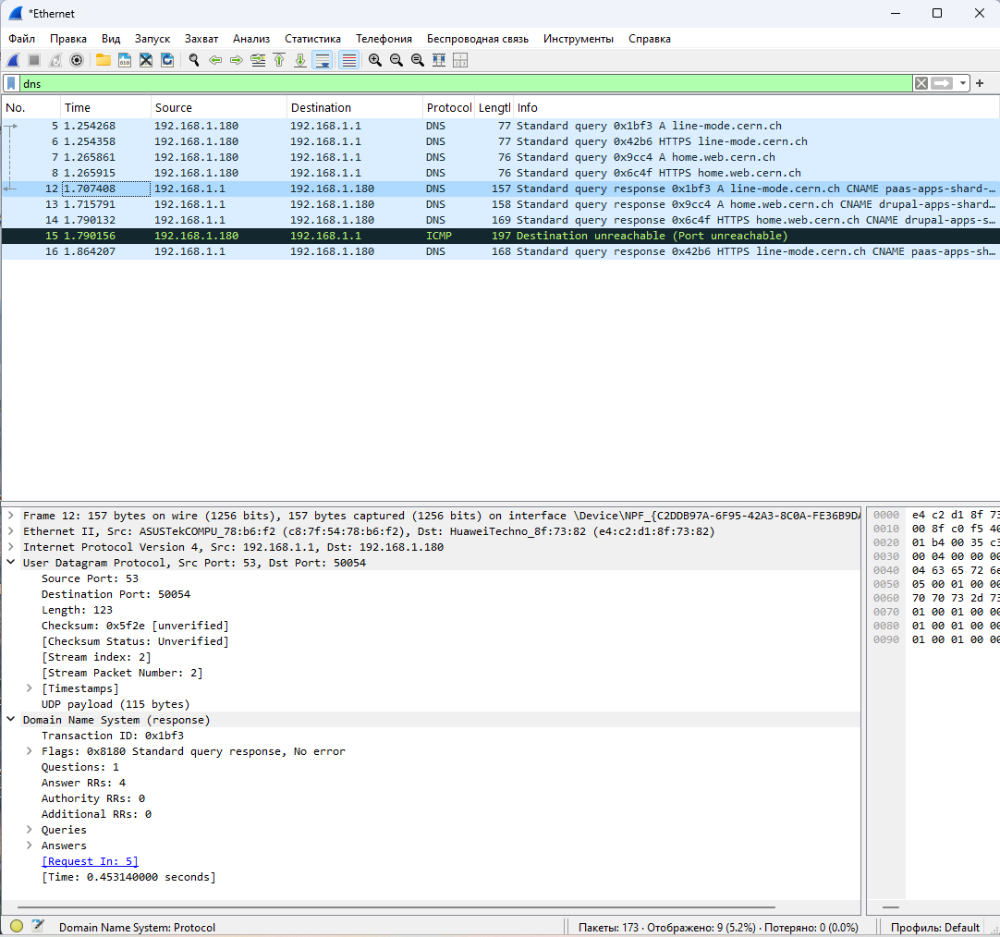 *Ethernet
Файл Правка Вид Запуск Захват Анализ Статистика Телефония Беспроводная связь Инструменты Справка
dns
No. Time Source Destination Protocol Lengtl Info
5 1.254268 192.168.1.180 192.168.1.1 DNS 77 Standard query 0x1bf3 A line-mode.cern.ch
6 1.254358 192.168.1.180 192.168.1.1 DNS 77 Standard query 0x42b6 HTTPS line-mode.cern.ch
7 1.265861 192.168.1.180 192.168.1.1 DNS 76 Standard query 0x9cc4 A home.web.cern.ch
8 1.265915 192.168.1.180 192.168.1.1 DNS 76 Standard query 0x6c4f HTTPS home.web.cern.ch
12 1.707408 192.168.1.1 192.168.1.180 DNS 157 Standard query response 0x1bf3 A line-mode.cern.ch CNAME paas-apps-shard-…
13 1.715791 192.168.1.1 192.168.1.180 DNS 158 Standard query response 0x9cc4 A home.web.cern.ch CNAME drupal-apps-shard…
14 1.790132 192.168.1.1 192.168.1.180 DNS 169 Standard query response 0x6c4f HTTPS home.web.cern.ch CNAME drupal-apps-s…
15 1.790156 192.168.1.180 192.168.1.1 ICMP 197 Destination unreachable (Port unreachable)
16 1.864207 192.168.1.1 192.168.1.180 DNS 168 Standard query response 0x42b6 HTTPS line-mode.cern.ch CNAME paas-apps-sh…
Frame 12: 157 bytes on wire (1256 bits), 157 bytes captured (1256 bits) on interface \Device\NPF_{C2DDB97A-6F95-42A3-8C0A-FE36B9DA
Ethernet II, Src: ASUSTekCOMPU_78:b6:f2 (c8:7f:54:78:b6:f2), Dst: HuaweiTechno_8f:73:82 (e4:c2:d1:8f:73:82)
Internet Protocol Version 4, Src: 192.168.1.1, Dst: 192.168.1.180
User Datagram Protocol, Src Port: 53, Dst Port: 50054
Source Port: 53
Destination Port: 50054
Length: 123
Checksum: 0x5f2e [unverified]
[Checksum Status: Unverified]
[Stream index: 2]
[Stream Packet Number: 2]
[Timestamps]
UDP payload (115 bytes)
Domain Name System (response)
Transaction ID: 0x1bf3
Flags: 0x8180 Standard query response, No error
Questions: 1
Answer RRs: 4
Authority RRs: 0
Additional RRs: 0
Queries
Answers
[Request In: 5]
[Time: 0.453140000 seconds]
0000 e4 c2 d1 8f 73
0010 00 8f c0 f5 40
0020 01 b4 00 35 c3
0030 00 04 00 00 00
0040 04 63 65 72 6e
0050 05 00 01 00 00
0060 70 70 73 2d 73
0070 01 00 01 00 00
0080 01 00 01 00 00
0090 01 00 01 00 00
Domain Name System: Protocol
Пакеты: 173 · Отображено: 9 (5.2%) · Потеряно: 0 (0.0%)
Профиль: Default